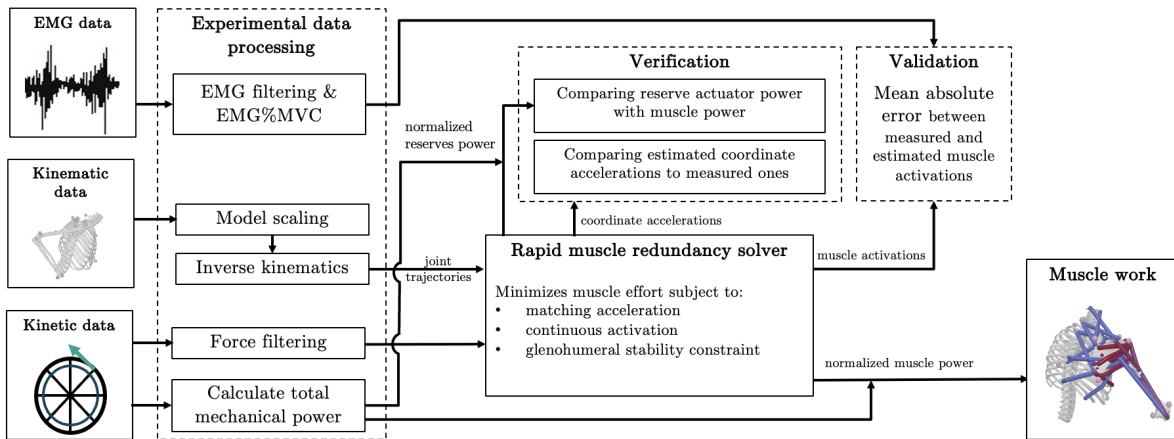 EMG data
Experimental data
processing
EMG filtering &
EMG%MVC
Kinematic
data
Model scaling
Inverse kinematics
Kinetic data
Force filtering
Calculate total
mechanical power
normalized
reserves power
joint
trajectories
Verification
Comparing reserve actuator power
with muscle power
Comparing estimated coordinate
accelerations to measured ones
coordinate accelerations
Validation
Mean absolute
error between
measured and
estimated muscle
activations
Rapid muscle redundancy solver
Minimizes muscle effort subject to:
• matching acceleration
• continuous activation
• glenohumeral stability constraint
muscle activations
normalized muscle power
Muscle work